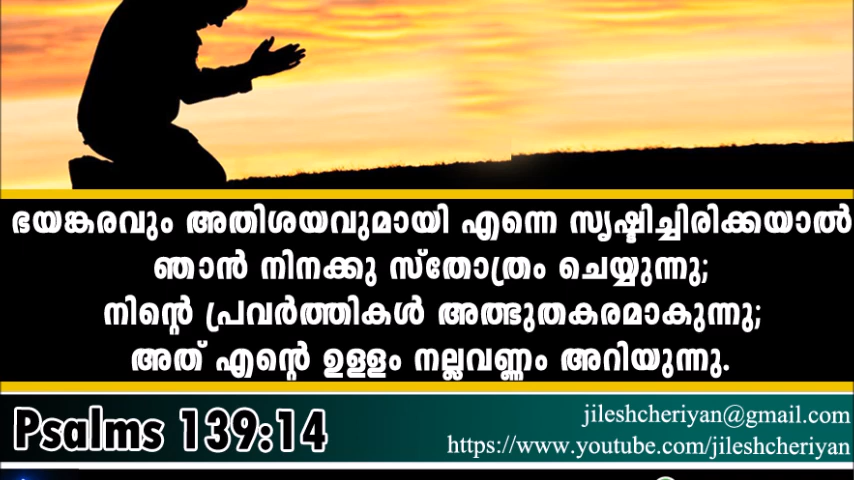 ഭയങ്കരവും അതിശയവുമായി എന്നെ സൃഷ്ടിച്ചിരിക്കയാൽ
ഞാൻ നിനക്കു സ്തോത്രം ചെയ്യുന്നു;
നിന്റെ പ്രവർത്തികൾ അത്ഭുതകരമാകുന്നു;
അത് എന്റെ ഉള്ളം നല്ലവണ്ണം അറിയുന്നു.
Psalms 139:14
jileshcheriyan@gmail.com
https://www.youtube.com/jileshcheriyan